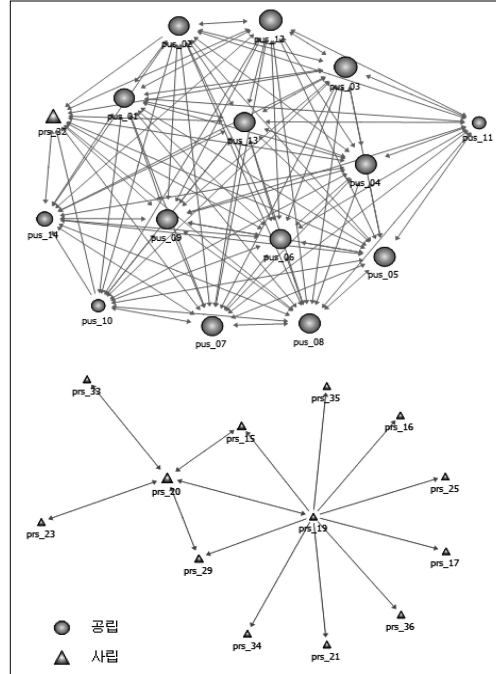 pus_02
pus_12
pus_03
pus_01
prs_32
pus_13
pus_11
pus_04
pus_14
pus_09
pus_06
pus_05
pus_10
pus_07
pus_08
prs_33
prs_35
prs_15
prs_16
prs_20
prs_25
prs_23
prs_19
prs_29
prs_17
prs_36
prs_34
prs_21
공립
사립